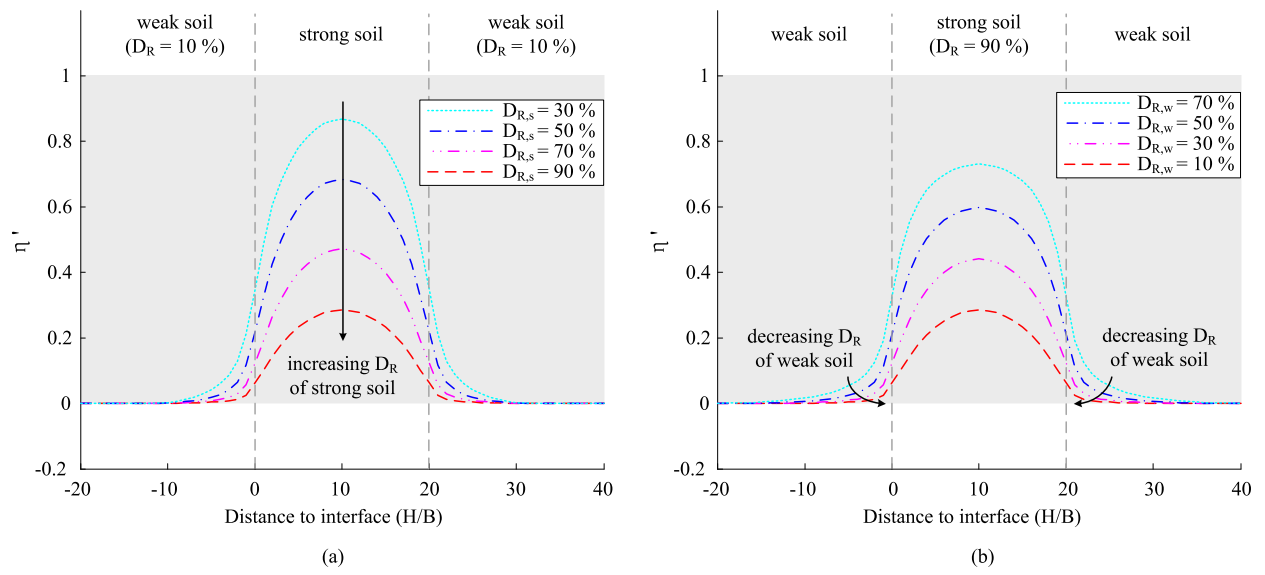 weak soil
(D_R = 10 %)
strong soil
weak soil
(D_R = 10 %)
1
0.8
0.6
0.4
0.2
0
-0.2
η '
D_R,s = 30 %
D_R,s = 50 %
D_R,s = 70 %
D_R,s = 90 %
increasing D_R
of strong soil
-20
-10
0
10
20
30
40
Distance to interface (H/B)
(a)
weak soil
strong soil
(D_R = 90 %)
weak soil
1
0.8
0.6
0.4
0.2
0
-0.2
η '
D_R,w = 70 %
D_R,w = 50 %
D_R,w = 30 %
D_R,w = 10 %
decreasing D_R
of weak soil
decreasing D_R
of weak soil
-20
-10
0
10
20
30
40
Distance to interface (H/B)
(b)